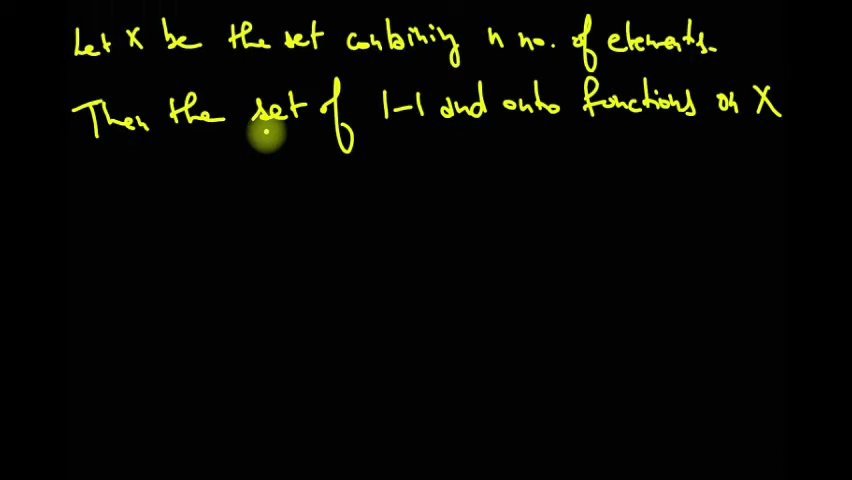 Let X be the set containing n no. of elements.
Then the set of 1-1 and onto functions on X